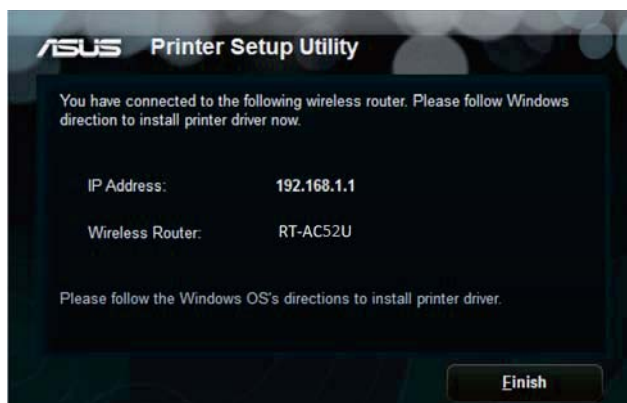 ASUS Printer Setup Utility
You have connected to the following wireless router. Please follow Windows
direction to install printer driver now.
IP Address: 192.168.1.1
Wireless Router: RT-AC52U
Please follow the Windows OS's directions to install printer driver.
Finish